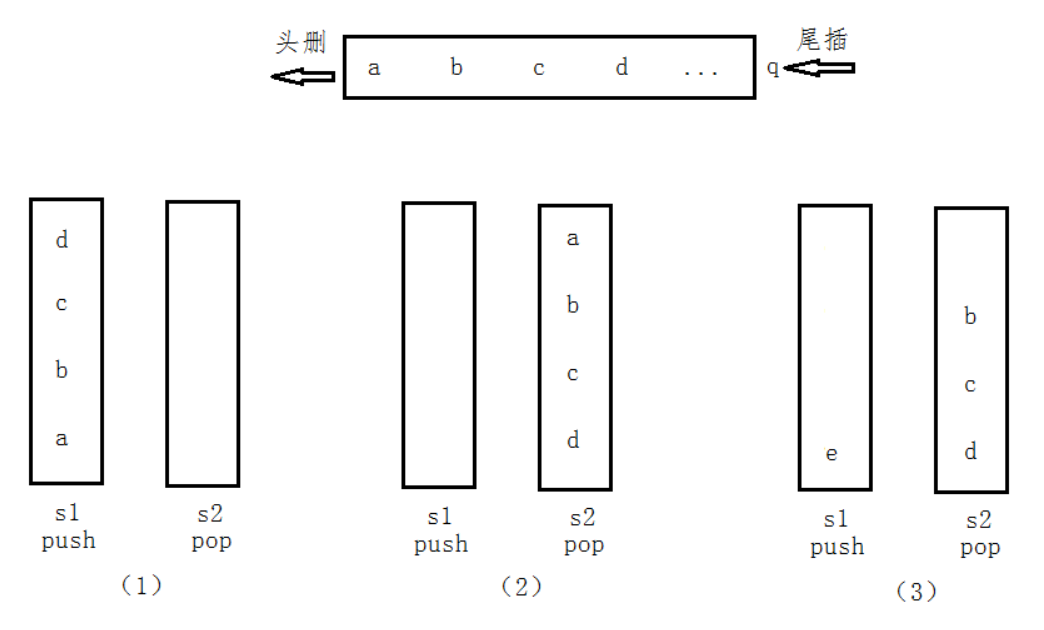 头删
尾插
a b c d ... q
d
c
b
a
s1
push
s2
pop
(1)
a
b
c
d
s1
push
s2
pop
(2)
e
b
c
d
s1
push
s2
pop
(3)